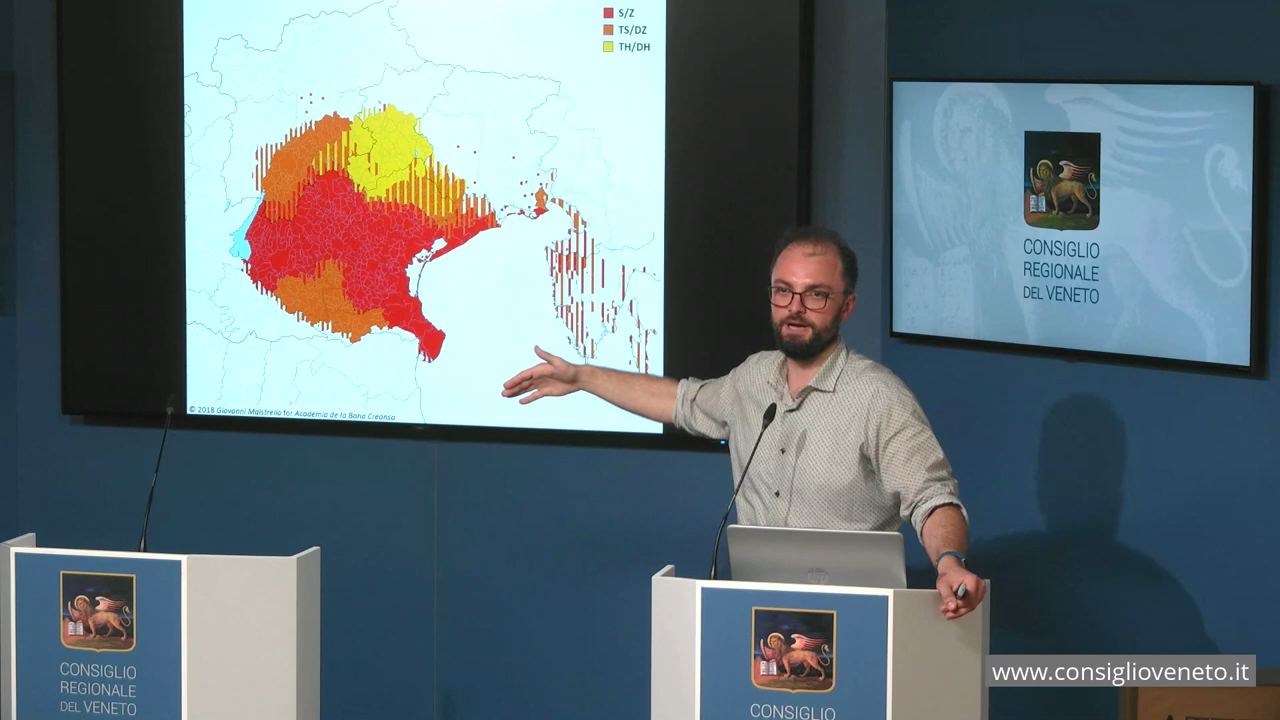 S/Z
TS/DZ
TH/DH
© 2018 Giovanni Maistrello for Academia de la Bona Creansa
CONSIGLIO
REGIONALE
DEL VENETO
CONSIGLIO
REGIONALE
DEL VENETO
CONSIGLIO
www.consiglioveneto.it